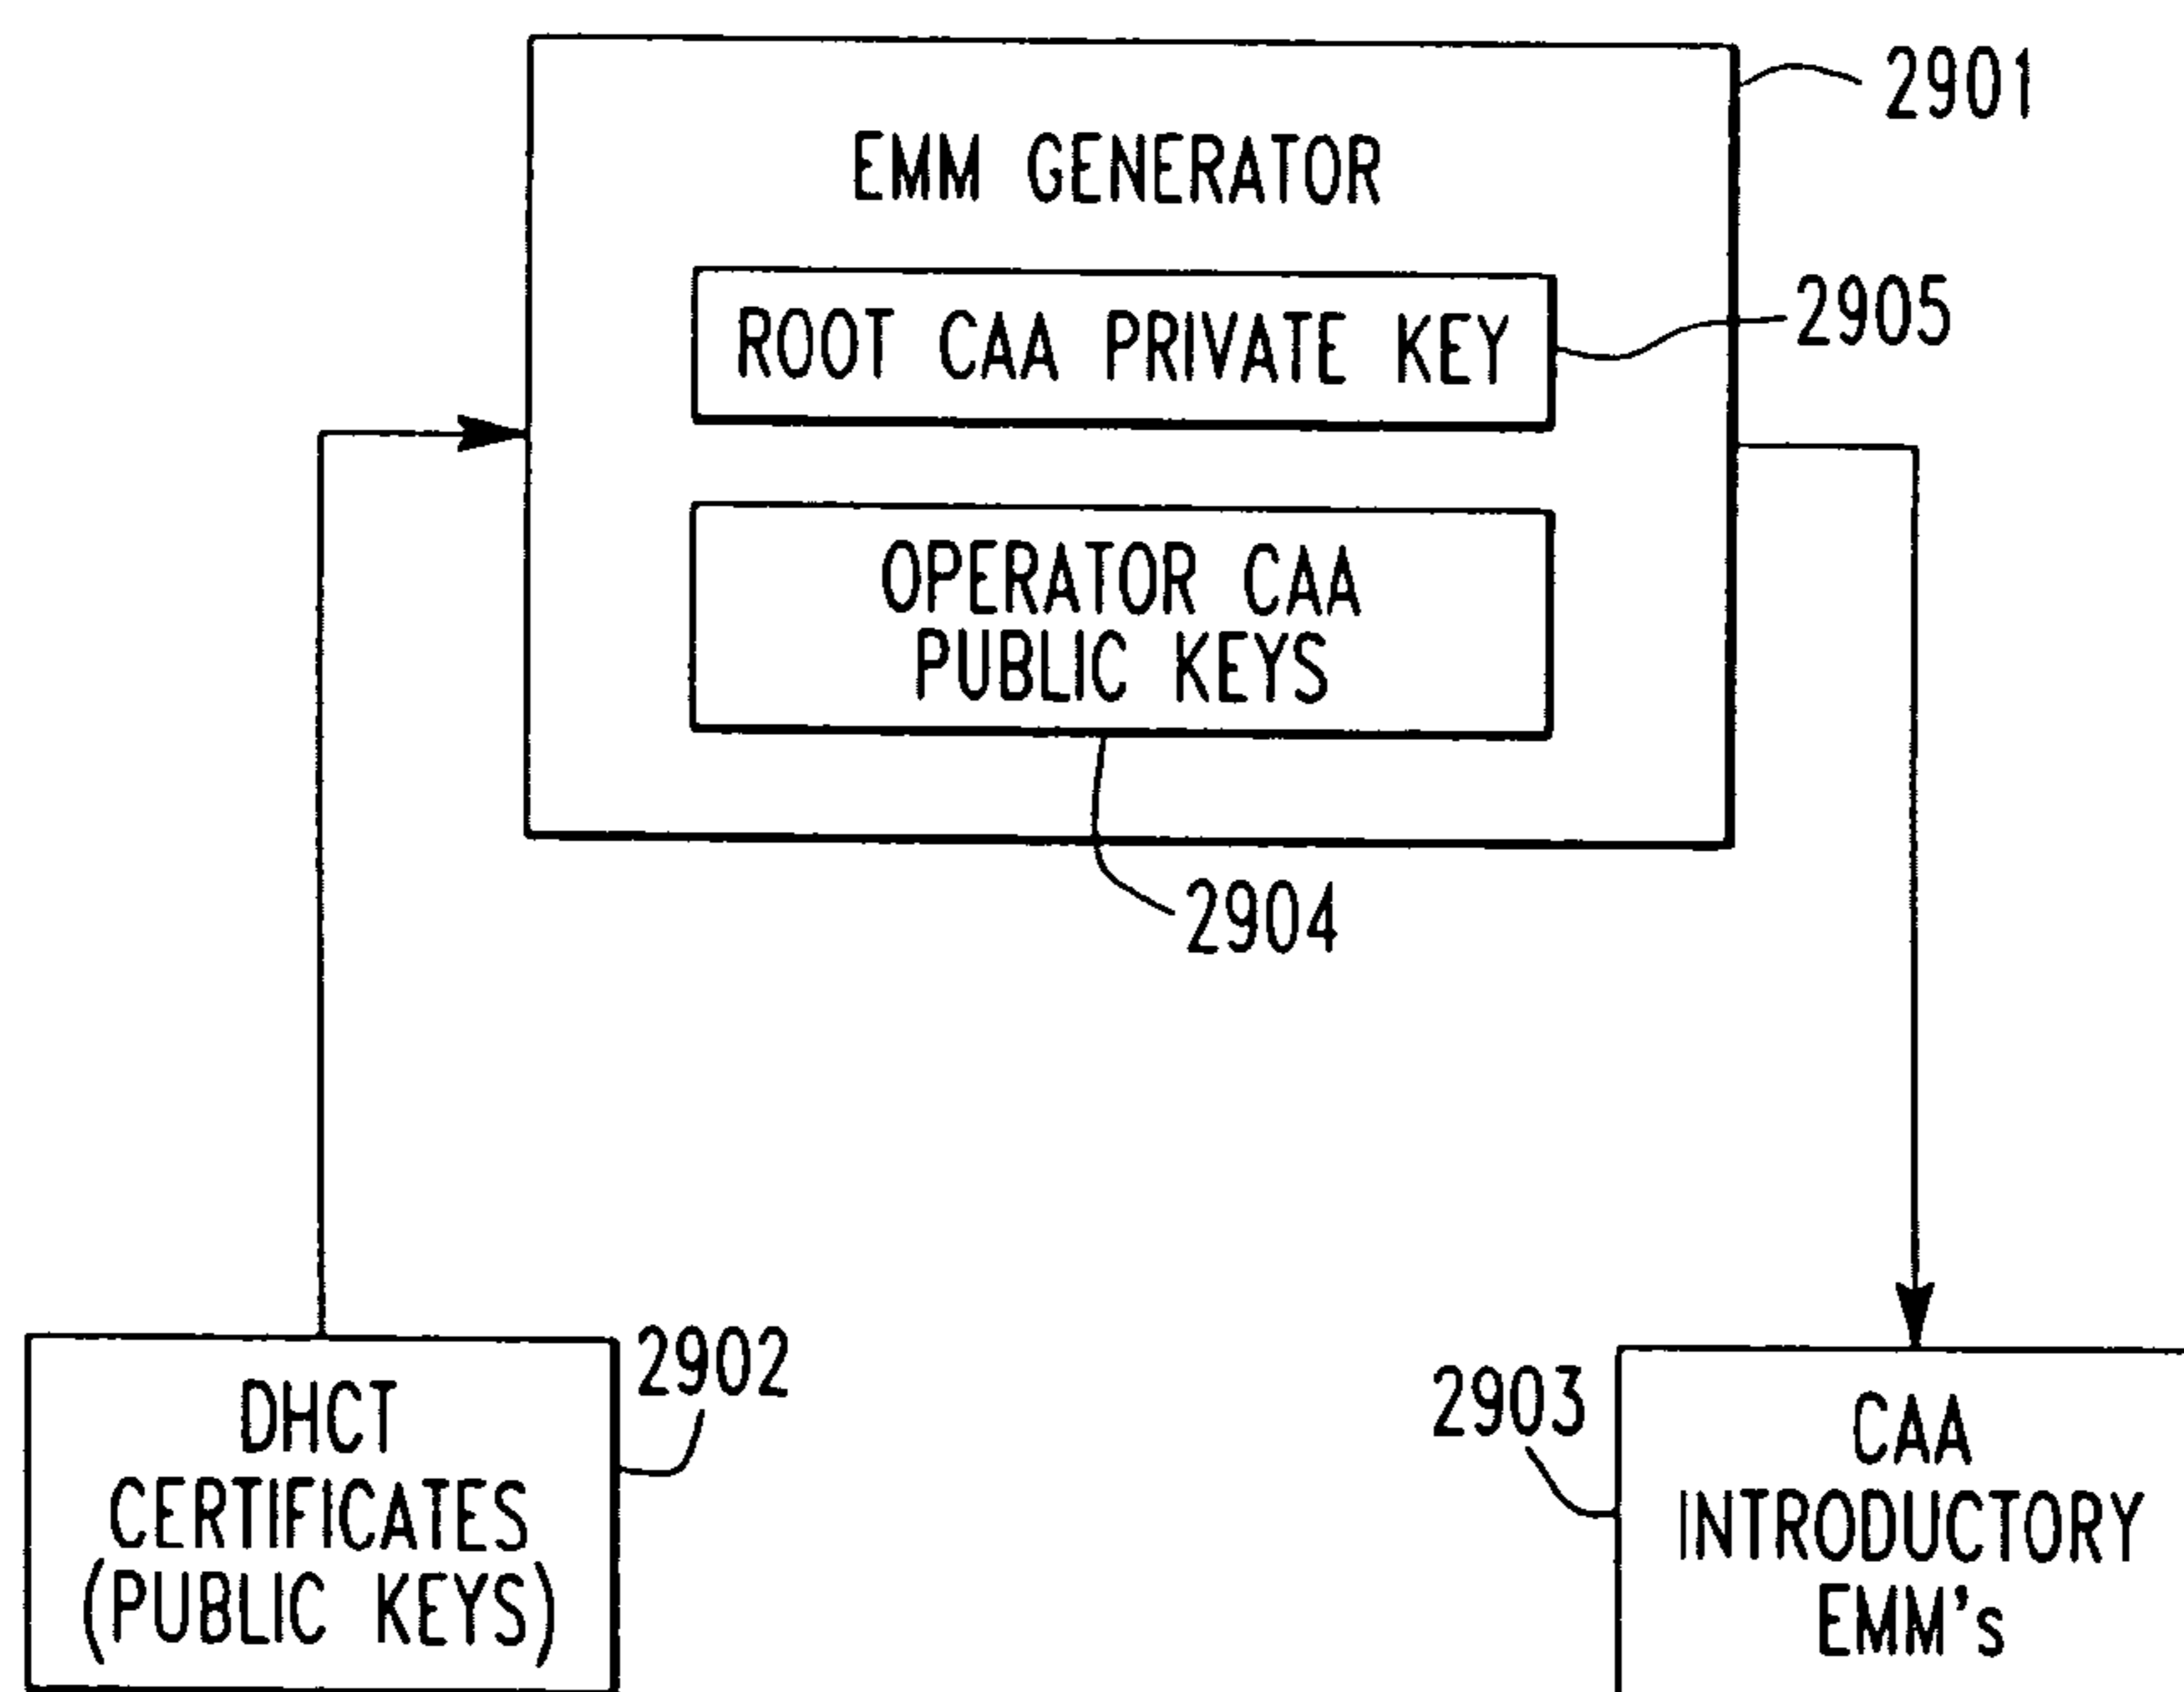 2901
EMM GENERATOR
ROOT CAA PRIVATE KEY
2905
OPERATOR CAA
PUBLIC KEYS
2904
DHCT
CERTIFICATES
(PUBLIC KEYS)
2902
2903
CAA
INTRODUCTORY
EMM's